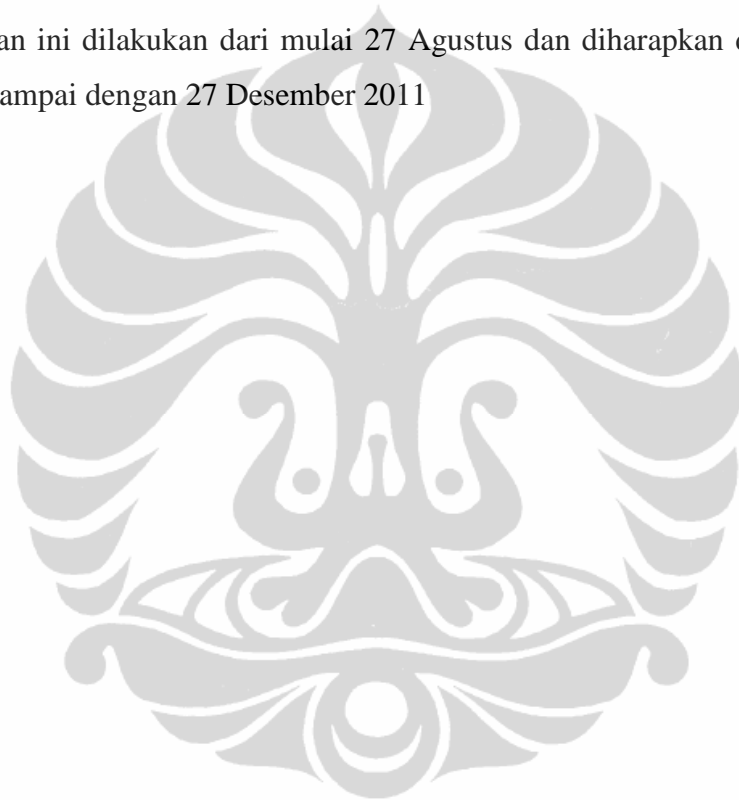 an ini dilakukan dari mulai 27 Agustus dan diharapkan
ampai dengan 27 Desember 2011